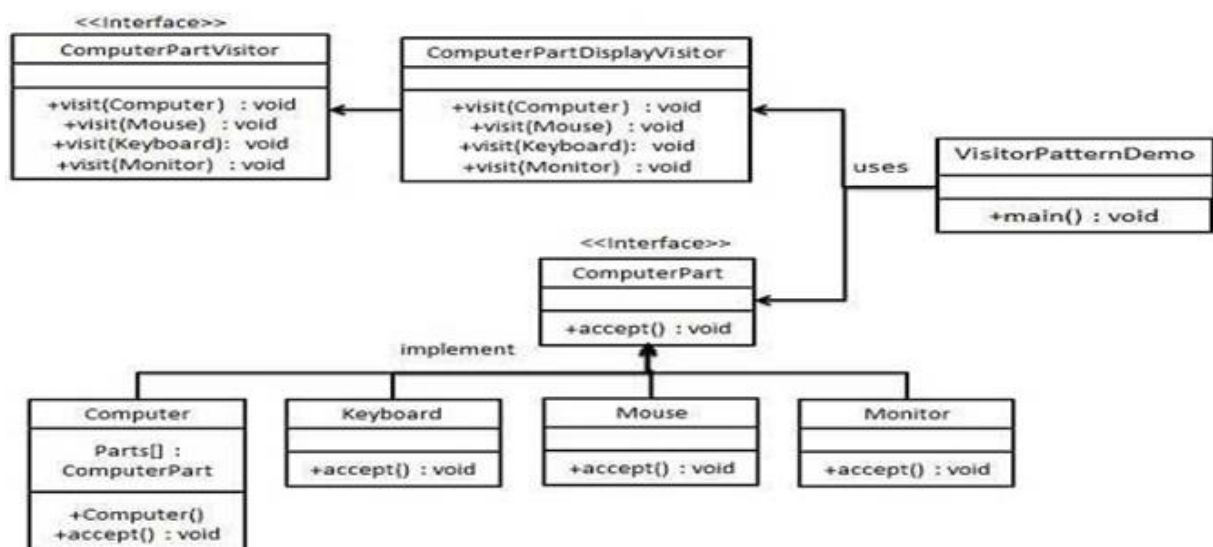 <<Interface>>
ComputerPartVisitor
+visit(Computer) : void
+visit(Mouse) : void
+visit(Keyboard): void
+visit(Monitor) : void
ComputerPartDisplayVisitor
+visit(Computer) : void
+visit(Mouse) : void
+visit(Keyboard): void
+visit(Monitor) : void
uses
VisitorPatternDemo
+main() : void
<<Interface>>
ComputerPart
+accept() : void
implement
Computer
Parts[] :
ComputerPart
+Computer()
+accept() : void
Keyboard
+accept() : void
Mouse
+accept() : void
Monitor
+accept() : void